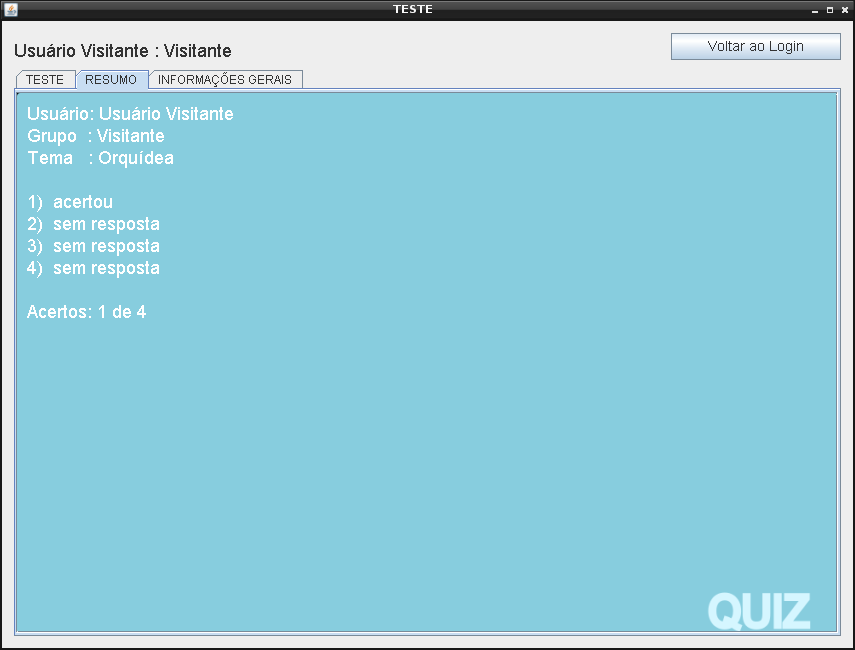 TESTE
Usuário Visitante : Visitante
Voltar ao Login
TESTE
RESUMO
INFORMAÇÕES GERAIS
Usuário: Usuário Visitante
Grupo : Visitante
Tema : Orquídea
1) acertou
2) sem resposta
3) sem resposta
4) sem resposta
Acertos: 1 de 4
QUIZ